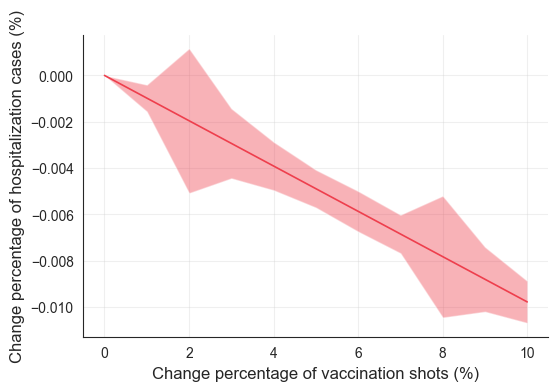 Change percentage of hospitalization cases (%)
0.000
−0.002
−0.004
−0.006
−0.008
−0.010
0 2 4 6 8 10
Change percentage of vaccination shots (%)